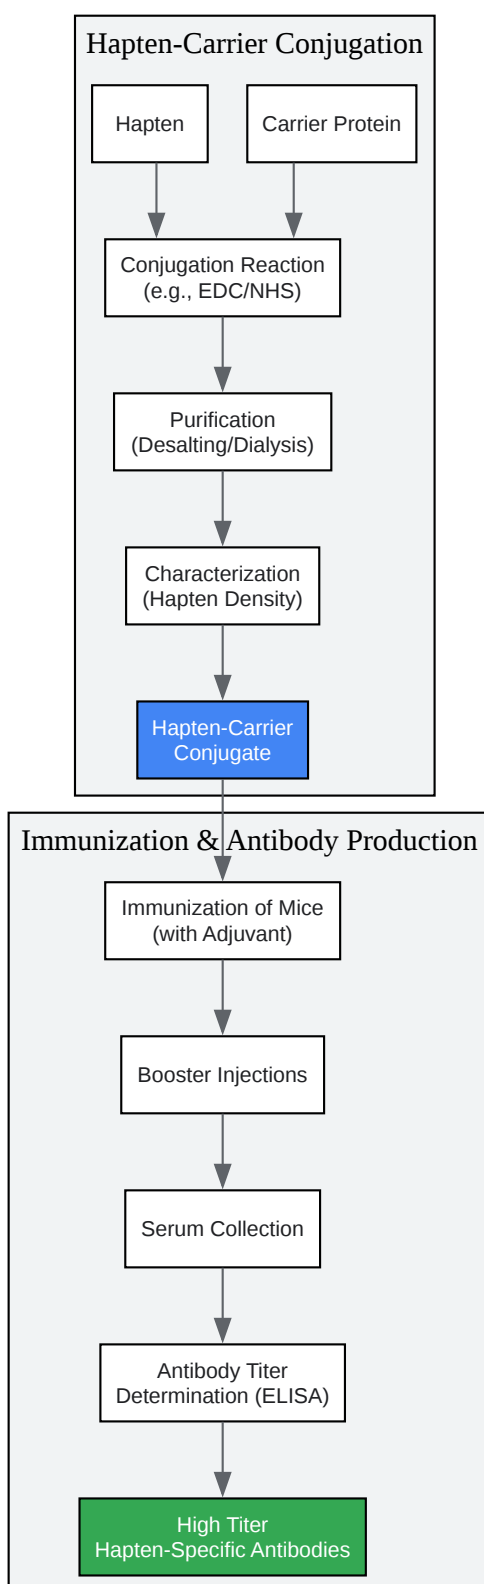 Hapten-Carrier Conjugation
Hapten
Carrier Protein
Conjugation Reaction
(e.g., EDC/NHS)
Purification
(Desalting/Dialysis)
Characterization
(Hapten Density)
Hapten-Carrier
Conjugate
Immunization & Antibody Production
Immunization of Mice
(with Adjuvant)
Booster Injections
Serum Collection
Antibody Titer
Determination (ELISA)
High Titer
Hapten-Specific Antibodies